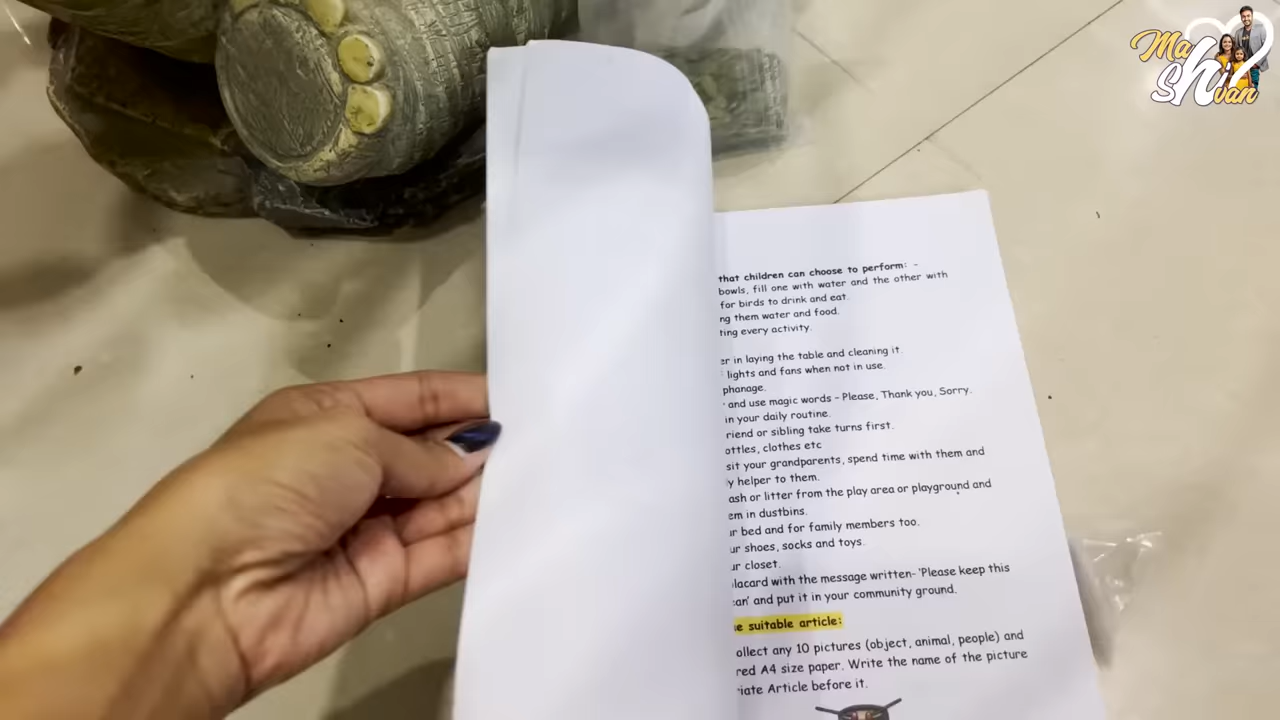 Ma
Shivan
that children can choose to perform: -
bowls, fill one with water and the other with
for birds to drink and eat.
ng them water and food.
ting every activity.
er in laying the table and cleaning it.
lights and fans when not in use.
phanage.
and use magic words - Please, Thank you, Sorry.
in your daily routine.
riend or sibling take turns first.
ottles, clothes etc
sit your grandparents, spend time with them and
y helper to them.
ash or litter from the play area or playground and
em in dustbins.
ur bed and for family members too.
ur shoes, socks and toys.
ur closet.
lacard with the message written- 'Please keep this
ean' and put it in your community ground.
e suitable article:
ollect any 10 pictures (object, animal, people) and
red A4 size paper. Write the name of the picture
riate Article before it.